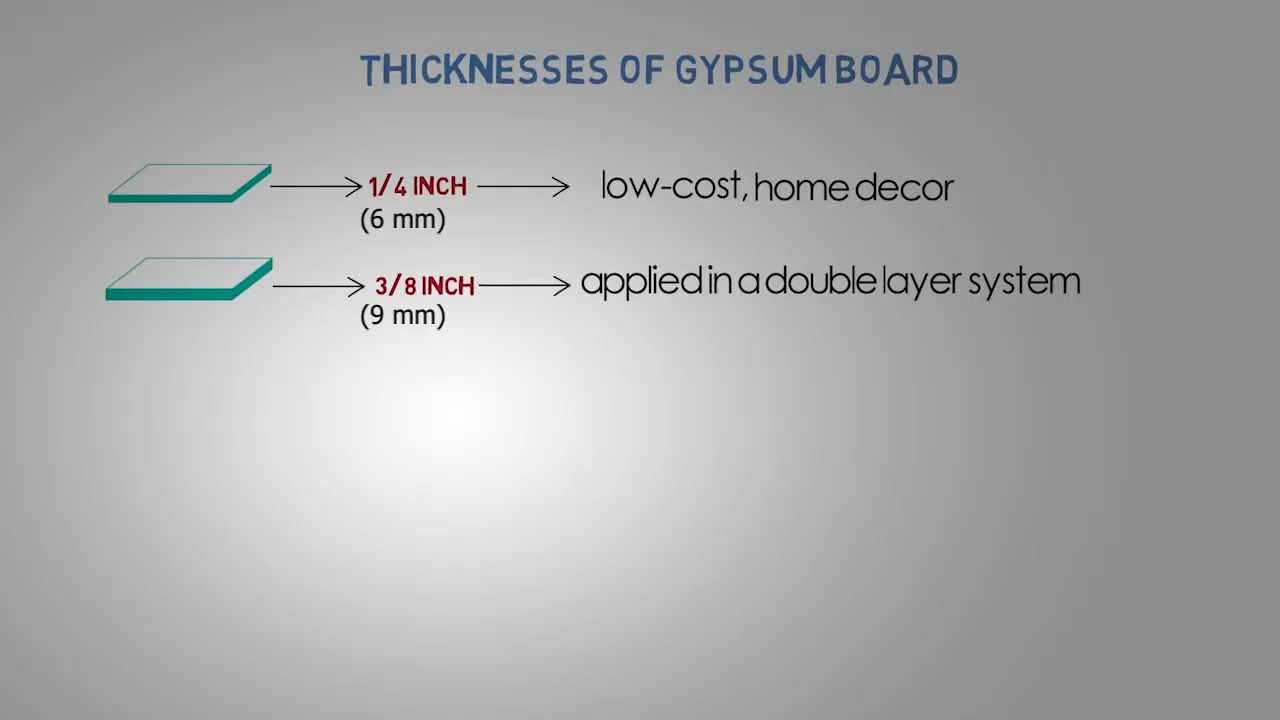 THICKNESSES OF GYPSUM BOARD
1/4 INCH
low-cost, home decor
(6 mm)
3/8 INCH
applied in a double layer system
(9 mm)